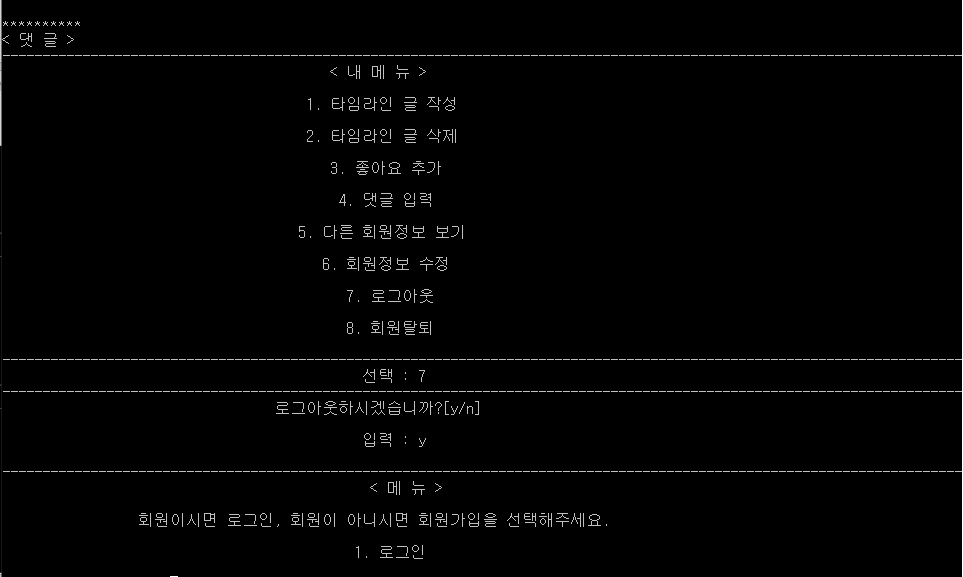 **********
< 댓 글 >
< 내 메 뉴 >
1. 타임라인 글 작성
2. 타임라인 글 삭제
3. 좋아요 추가
4. 댓글 입력
5. 다른 회원정보 보기
6. 회원정보 수정
7. 로그아웃
8. 회원탈퇴
선택 : 7
로그아웃하시겠습니까?[y/n]
입력 : y
< 메 뉴 >
회원이시면 로그인, 회원이 아니시면 회원가입을 선택해주세요.
1. 로그인